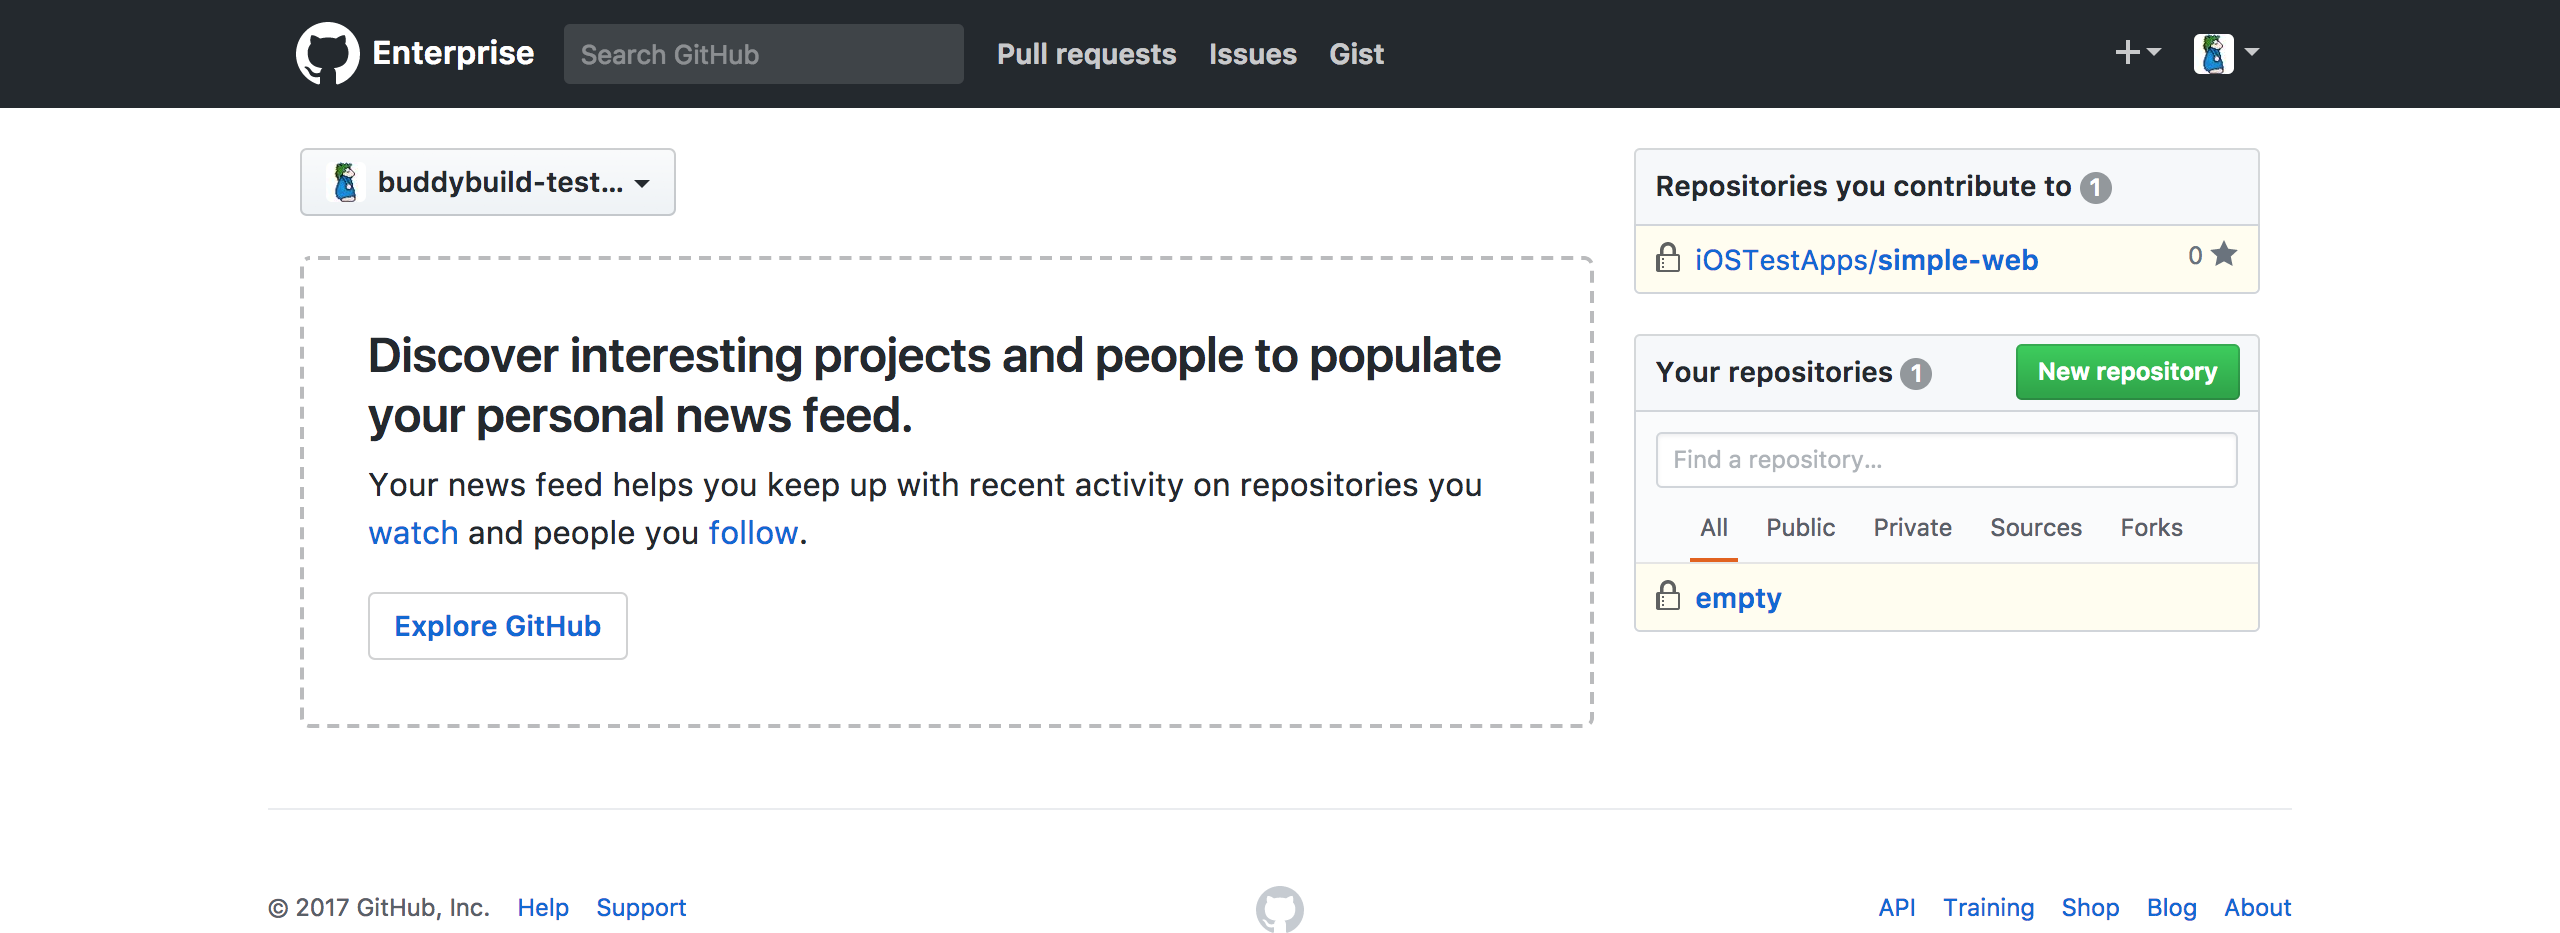 Enterprise
Search GitHub
Pull requests
Issues
Gist
buddybuild-test...
Discover interesting projects and people to populate
your personal news feed.
Your news feed helps you keep up with recent activity on repositories you
watch and people you follow.
Explore GitHub
Repositories you contribute to 1
iOSTestApps/simple-web 0
Your repositories 1
New repository
Find a repository...
All Public Private Sources Forks
empty
© 2017 GitHub, Inc. Help Support
API Training Shop Blog About